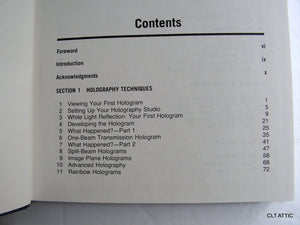 Contents
Foreword vi
Introduction ix
Acknowledgments x
SECTION 1 HOLOGRAPHY TECHNIQUES
1 Viewing Your First Hologram 1
2 Setting Up Your Holography Studio 5
3 White Light Reflection: Your First Hologram 21
4 Developing the Hologram 25
5 What Happened?—Part 1 35
6 One-Beam Transmission Hologram 41
7 What Happened?—Part 2 47
8 Split-Beam Holograms 58
9 Image Plane Holograms 68
10 Advanced Holography 72
11 Rainbow Holograms
CLT ATTIC